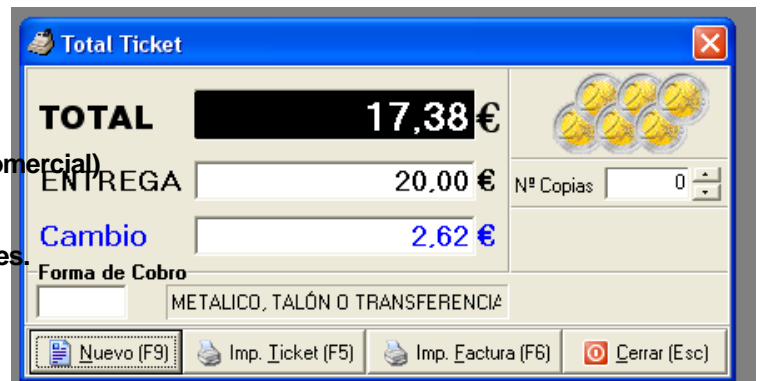 Total Ticket
TOTAL 17,38 €
omercial)
ENTREGA 20,00 € Nº Copias 0
Cambio 2,62 €
es.
Forma de Cobro
METALICO, TALÓN O TRANSFERENCIA
Nuevo (F9) Imp. Ticket (F5) Imp. Factura (F6) Cerrar (Esc)